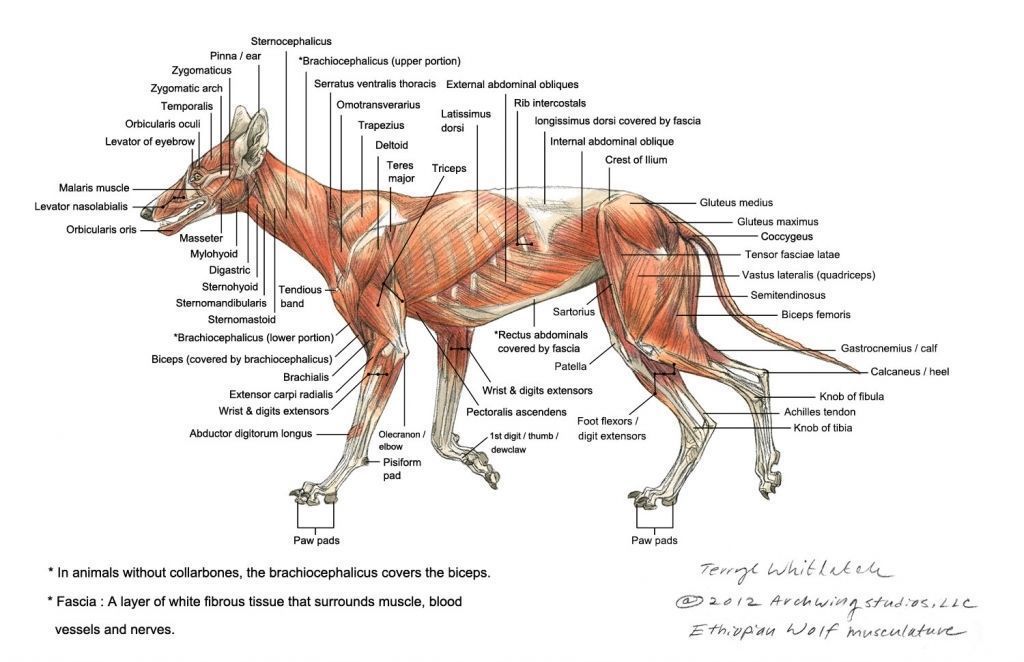 Sternocephalicus
Pinna / ear
*Brachiocephalicus (upper portion)
Zygomaticus
Serratus ventralis thoracis
External abdominal obliques
Zygomatic arch
Omotransverarius
Latissimus
dorsi
Rib intercostals
Temporalis
Trapezius
longissimus dorsi covered by fascia
Orbicularis oculi
Deltoid
Internal abdominal oblique
Levator of eyebrow
Teres
major
Triceps
Crest of Ilium
Malaris muscle
Levator nasolabialis
Orbicularis oris
Gluteus medius
Gluteus maximus
Coccygeus
Masseter
Mylohyoid
Tensor fasciae latae
Digastric
Vastus lateralis (quadriceps)
Sternohyoid
Tendious
band
Semitendinosus
Sternomandibularis
Sartorius
Biceps femoris
Sternomastoid
*Brachiocephalicus (lower portion)
*Rectus abdominals
covered by fascia
Gastrocnemius / calf
Biceps (covered by brachiocephalicus)
Patella
Calcaneus / heel
Brachialis
Extensor carpi radialis
Wrist & digits extensors
Knob of fibula
Wrist & digits extensors
Pectoralis ascendens
Achilles tendon
Abductor digitorum longus
Olecranon /
elbow
1st digit / thumb /
dewclaw
Foot flexors /
digit extensors
Knob of tibia
Pisiform
pad
Paw pads
Paw pads
* In animals without collarbones, the brachiocephalicus covers the biceps.
* Fascia : A layer of white fibrous tissue that surrounds muscle, blood
vessels and nerves.
Terryl Whitlatch
@ 2012 Archwing studios, LLC
Ethiopian Wolf musculature